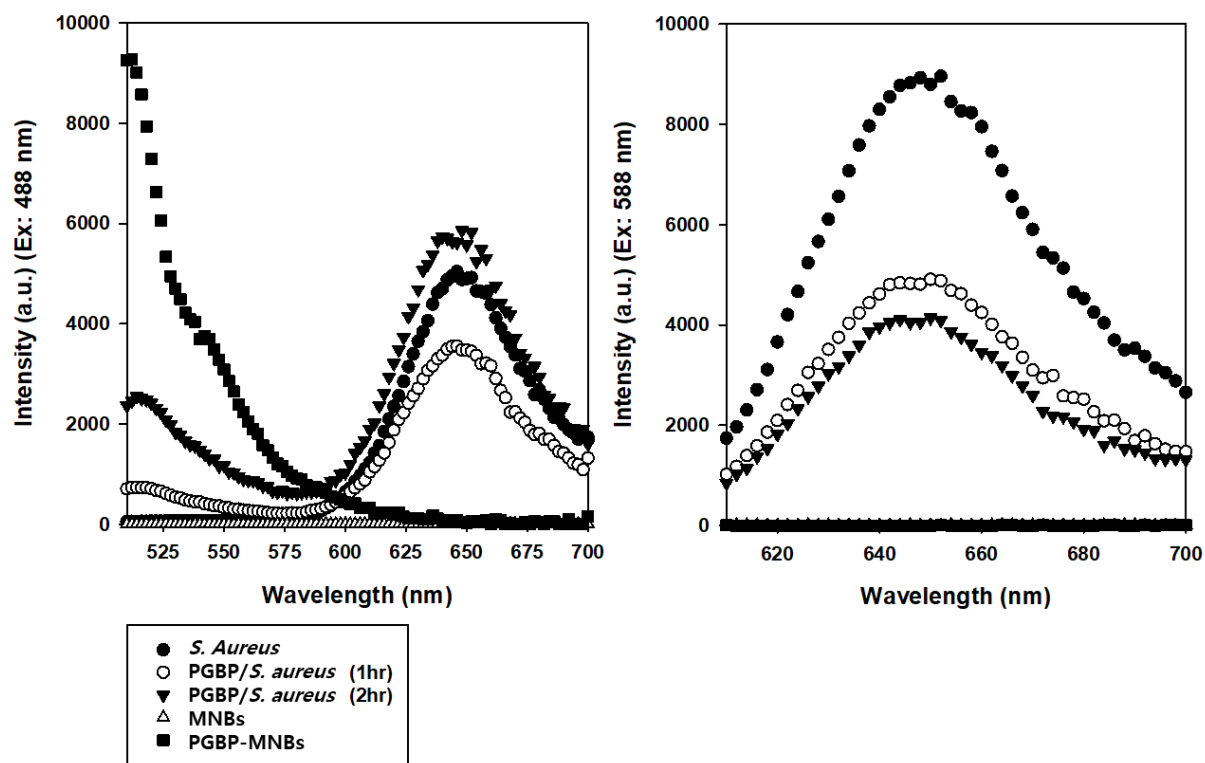 10000
8000
6000
4000
2000
0
Intensity (a.u.) (Ex: 488 nm)
525 550 575 600 625 650 675 700
Wavelength (nm)
10000
8000
6000
4000
2000
0
Intensity (a.u.) (Ex: 588 nm)
620 640 660 680 700
Wavelength (nm)
S. Aureus
PGBP/S. aureus (1hr)
PGBP/S. aureus (2hr)
MNBs
PGBP-MNBs